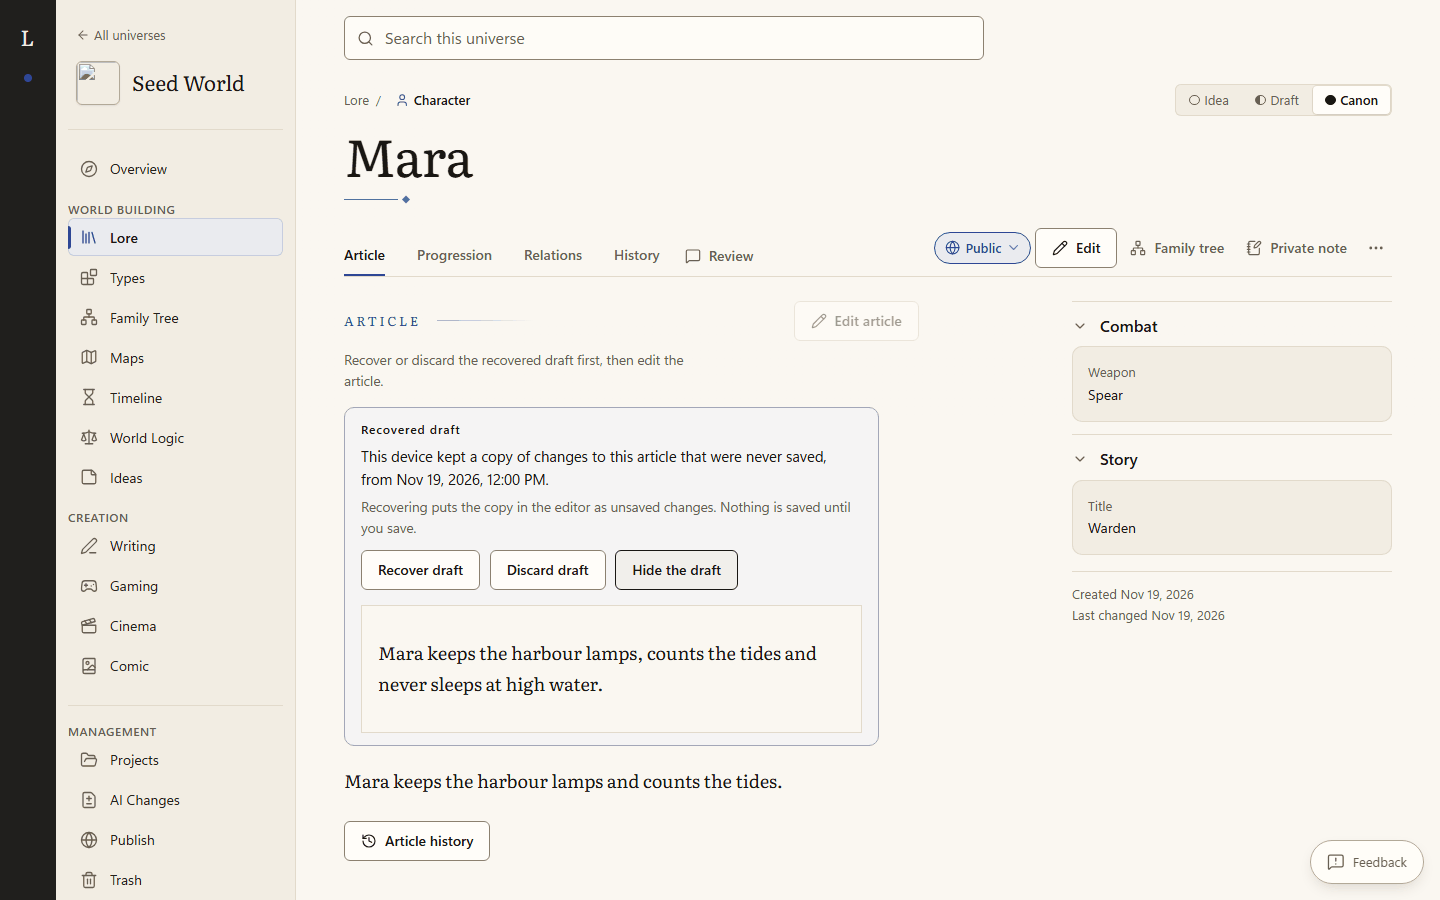 L
All universes
Seed World
Overview
WORLD BUILDING
Lore
Types
Family Tree
Maps
Timeline
World Logic
Ideas
CREATION
Writing
Gaming
Cinema
Comic
MANAGEMENT
Projects
AI Changes
Publish
Trash
Search this universe
Lore / Character
Idea Draft Canon
Mara
Article Progression Relations History Review
Public Edit Family tree Private note
ARTICLE
Edit article
Recover or discard the recovered draft first, then edit the
article.
Recovered draft
This device kept a copy of changes to this article that were never saved,
from Nov 19, 2026, 12:00 PM.
Recovering puts the copy in the editor as unsaved changes. Nothing is saved until
you save.
Recover draft Discard draft Hide the draft
Mara keeps the harbour lamps, counts the tides and
never sleeps at high water.
Mara keeps the harbour lamps and counts the tides.
Article history
Combat
Weapon
Spear
Story
Title
Warden
Created Nov 19, 2026
Last changed Nov 19, 2026
Feedback